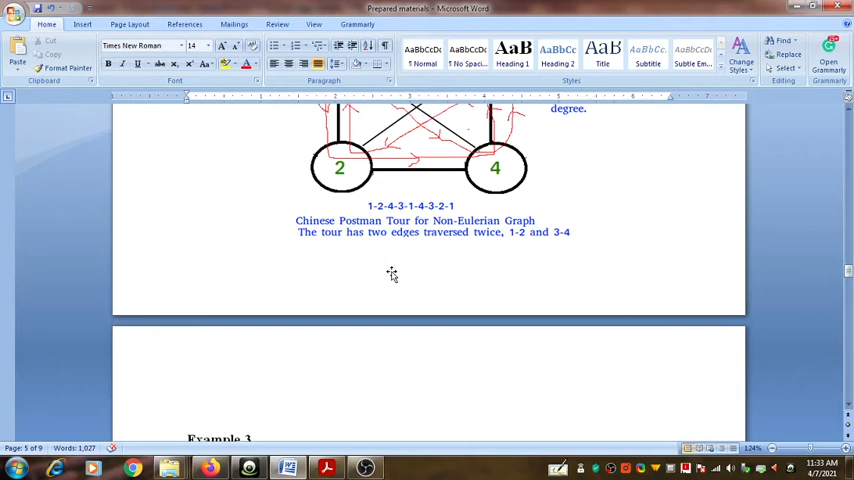 Prepared materials - Microsoft Word
Home Insert Page Layout References Mailings Review View Grammarly
Paste
Cut
Copy
Format Painter
Clipboard
Times New Roman 14
Font
Paragraph
AaBbCcDc AaBbCcDc AaBbC AaBbCc AaB AaBbCcL AaBbCcDc
¶ Normal ¶ No Spaci... Heading 1 Heading 2 Title Subtitle Subtle Em...
Change Styles
Styles
Find
Replace
Select
Editing
Open Grammarly
Grammarly
degree.
2 4
1-2-4-3-1-4-3-2-1
Chinese Postman Tour for Non-Eulerian Graph
The tour has two edges traversed twice, 1-2 and 3-4
Example 3
Page: 5 of 9 Words: 1,027 124%
11:33 AM
4/7/2021